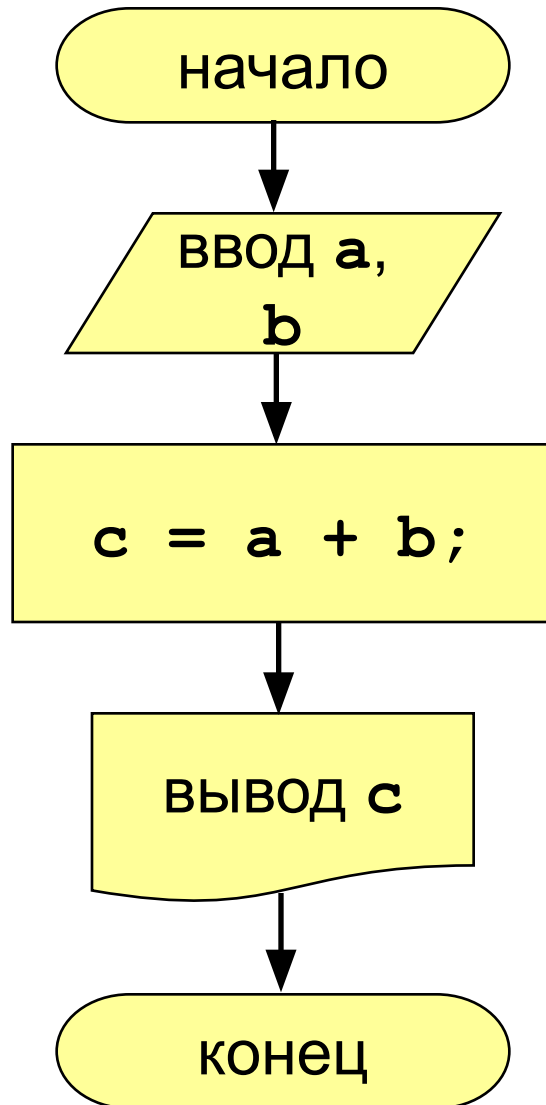 начало
ввод a,
b
c = a + b;
вывод c
конец